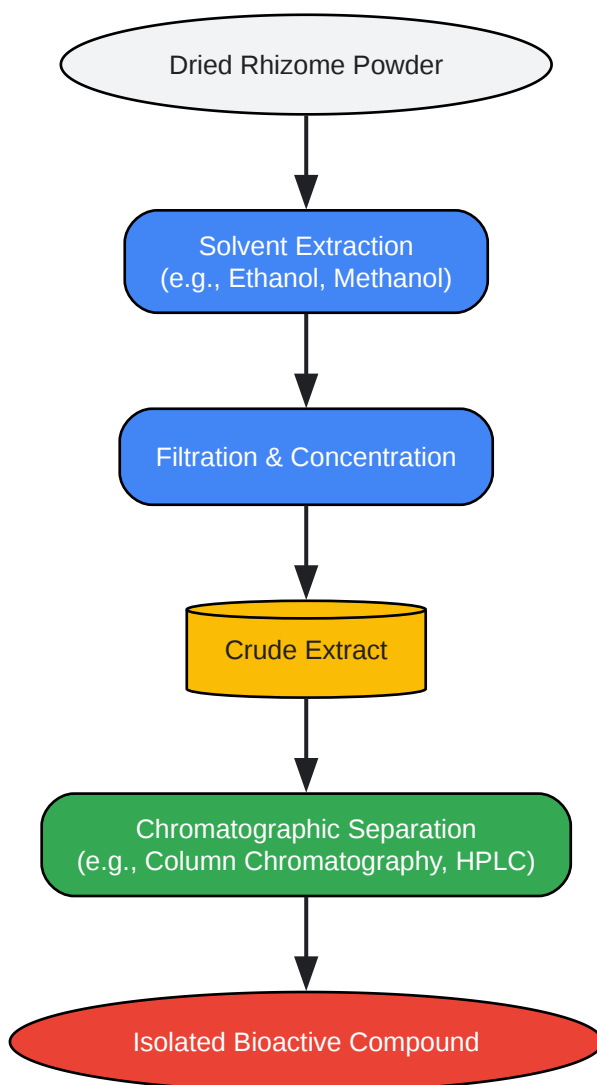 Dried Rhizome Powder
Solvent Extraction
(e.g., Ethanol, Methanol)
Filtration & Concentration
Crude Extract
Chromatographic Separation
(e.g., Column Chromatography, HPLC)
Isolated Bioactive Compound